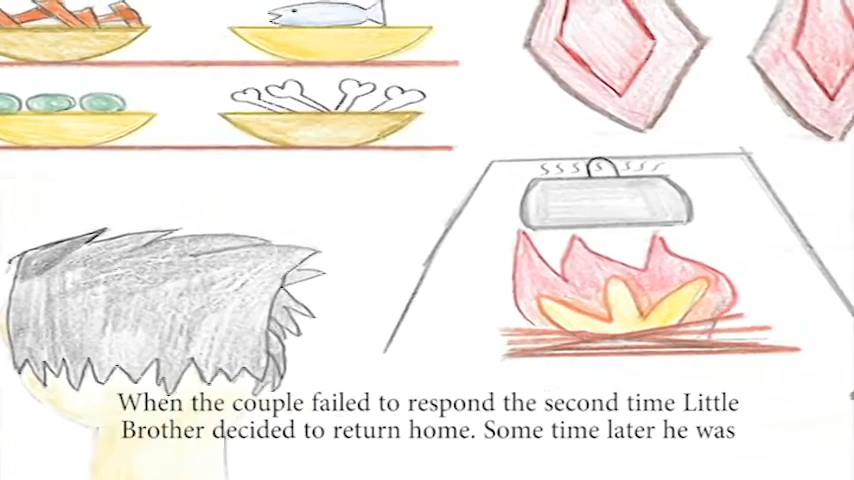 When the couple failed to respond the second time Little
Brother decided to return home. Some time later he was